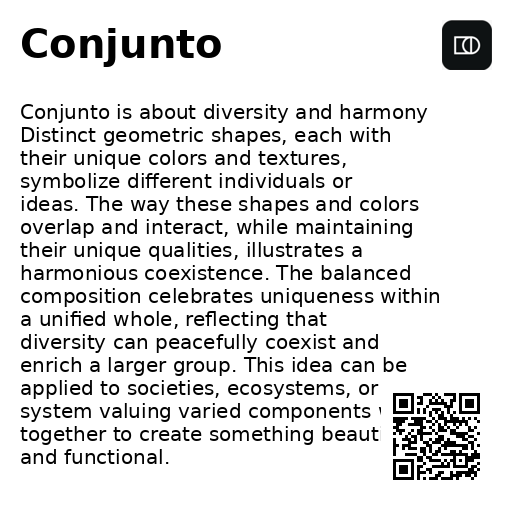 Conjunto
Conjunto is about diversity and harmony
Distinct geometric shapes, each with
their unique colors and textures,
symbolize different individuals or
ideas. The way these shapes and colors
overlap and interact, while maintaining
their unique qualities, illustrates a
harmonious coexistence. The balanced
composition celebrates uniqueness within
a unified whole, reflecting that
diversity can peacefully coexist and
enrich a larger group. This idea can be
applied to societies, ecosystems, or
system valuing varied components
together to create something
and functional.